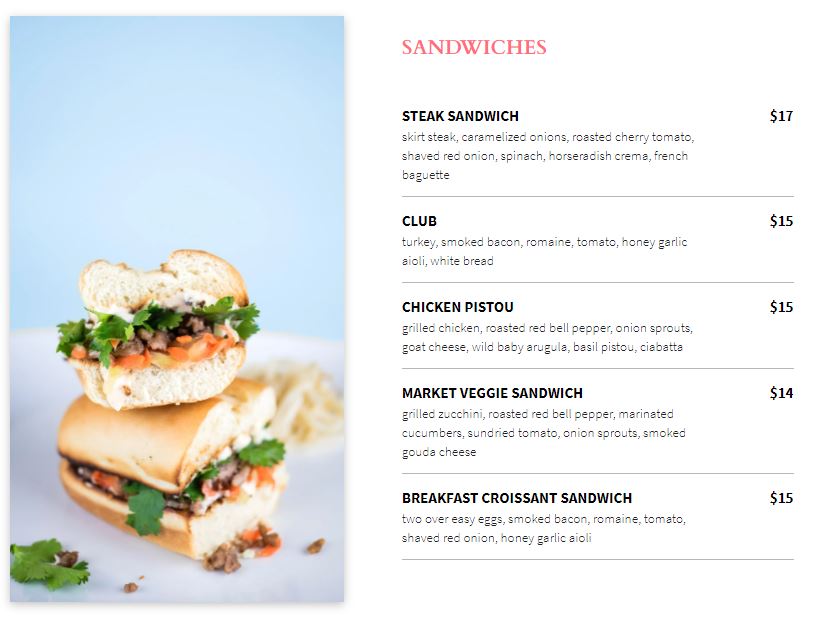 SANDWICHES
STEAK SANDWICH $17
skirt steak, caramelized onions, roasted cherry tomato,
shaved red onion, spinach, horseradish crema, french
baguette
CLUB $15
turkey, smoked bacon, romaine, tomato, honey garlic
aioli, white bread
CHICKEN PISTOU $15
grilled chicken, roasted red bell pepper, onion sprouts,
goat cheese, wild baby arugula, basil pistou, ciabatta
MARKET VEGGIE SANDWICH $14
grilled zucchini, roasted red bell pepper, marinated
cucumbers, sundried tomato, onion sprouts, smoked
gouda cheese
BREAKFAST CROISSANT SANDWICH $15
two over easy eggs, smoked bacon, romaine, tomato,
shaved red onion, honey garlic aioli